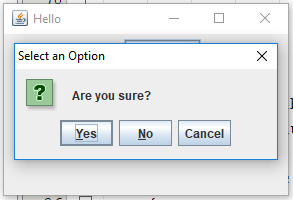 Hello
Select an Option
?
Are you sure?
Yes
No
Cancel